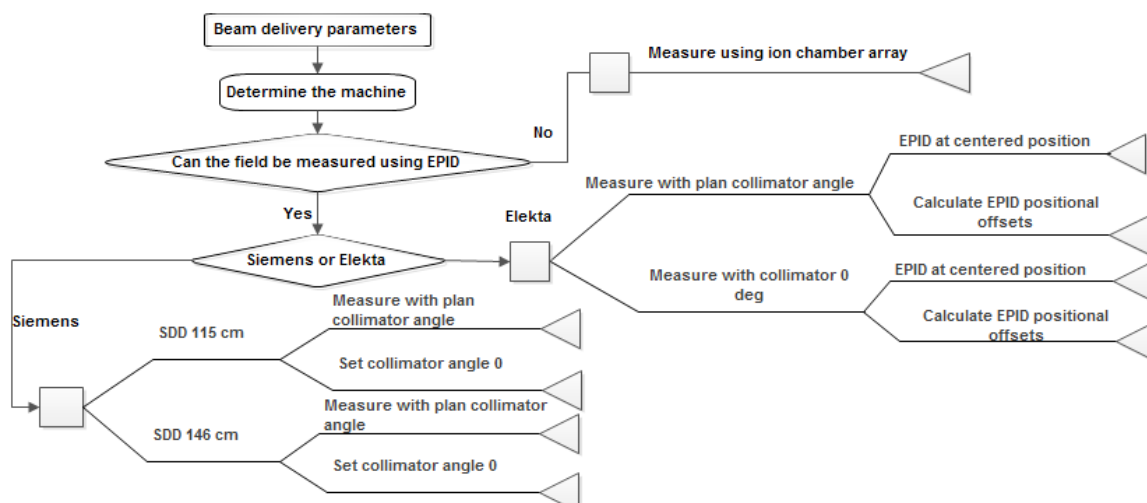 Beam delivery parameters
Determine the machine
Can the field be measured using EPID
No
Measure using ion chamber array
Yes
Siemens or Elekta
Elekta
Measure with plan collimator angle
EPID at centered position
Calculate EPID positional
offsets
Measure with collimator 0
deg
EPID at centered position
Calculate EPID positional
offsets
Siemens
SDD 115 cm
Measure with plan
collimator angle
Set collimator angle 0
SDD 146 cm
Measure with plan collimator
angle
Set collimator angle 0